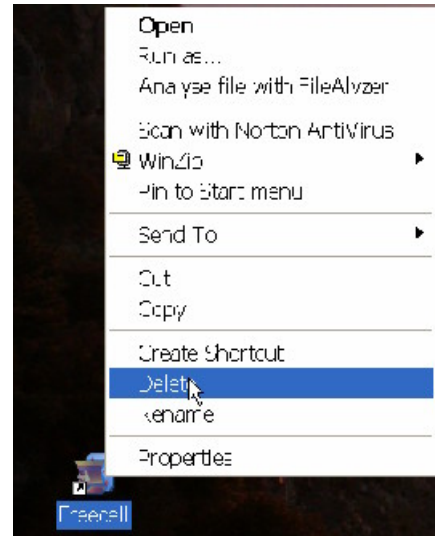 Open
Run as...
Analyse file with FileAlyzer
Scan with Norton AntiVirus
WinZip
Pin to Start menu
Send To
Cut
Copy
Create Shortcut
Delete
Rename
Properties
Freecell